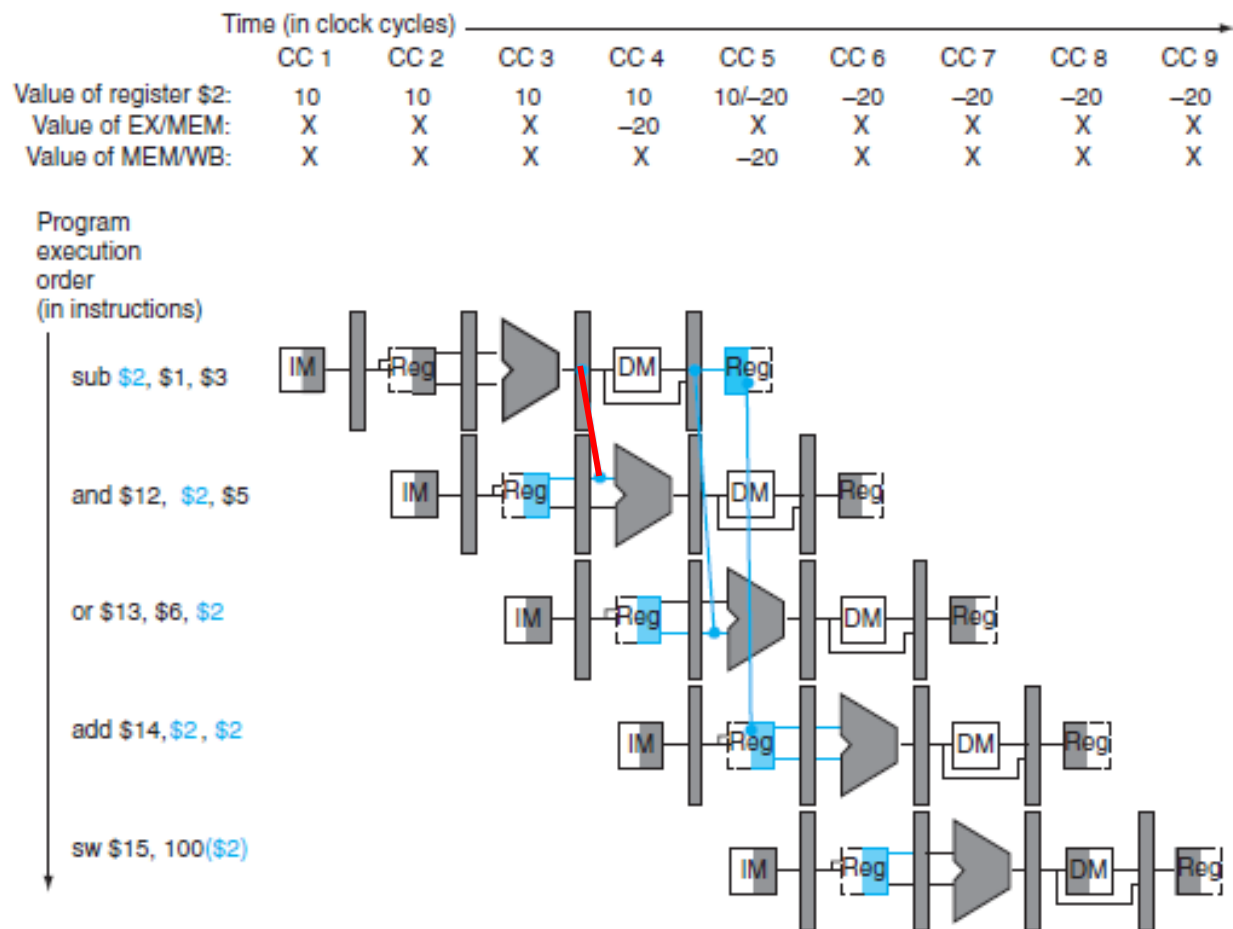 Time (in clock cycles)
CC 1 CC 2 CC 3 CC 4 CC 5 CC 6 CC 7 CC 8 CC 9
Value of register $2: 10 10 10 10 10/–20 –20 –20 –20 –20
Value of EX/MEM: X X X –20 X X X X X
Value of MEM/WB: X X X X –20 X X X X
Program
execution
order
(in instructions)
sub $2, $1, $3 IM Reg DM Reg
and $12, $2, $5 IM Reg DM Reg
or $13, $6, $2 IM Reg DM Reg
add $14,$2 , $2 IM Reg DM Reg
sw $15, 100($2) IM Reg DM Reg